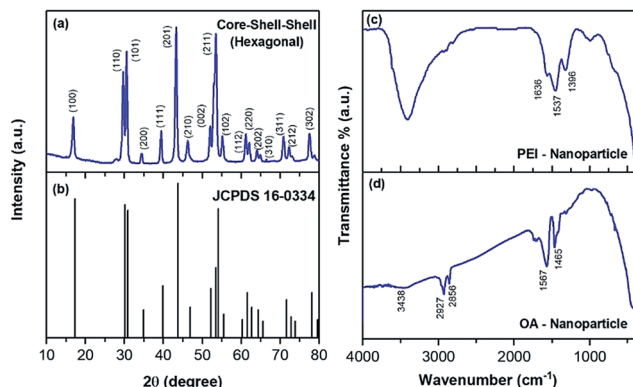 (a)
Core-Shell-Shell
(Hexagonal)
(100)
(110)
(101)
(200)
(111)
(201)
(210)
(002)
(211)
(102)
(112)
(220)
(202)
(310)
(311)
(212)
(302)
(b)
JCPDS 16-0334
Intensity (a.u.)
10 20 30 40 50 60 70 80
2θ (degree)
(c)
1636
1537
1396
PEI - Nanoparticle
(d)
3438
2927
2856
1567
1465
OA - Nanoparticle
Transmittance % (a.u.)
4000 3000 2000 1000
Wavenumber (cm-1)